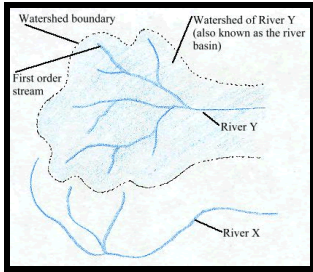 Watershed boundary
Watershed of River Y
(also known as the river
basin)
First order
stream
River Y
River X